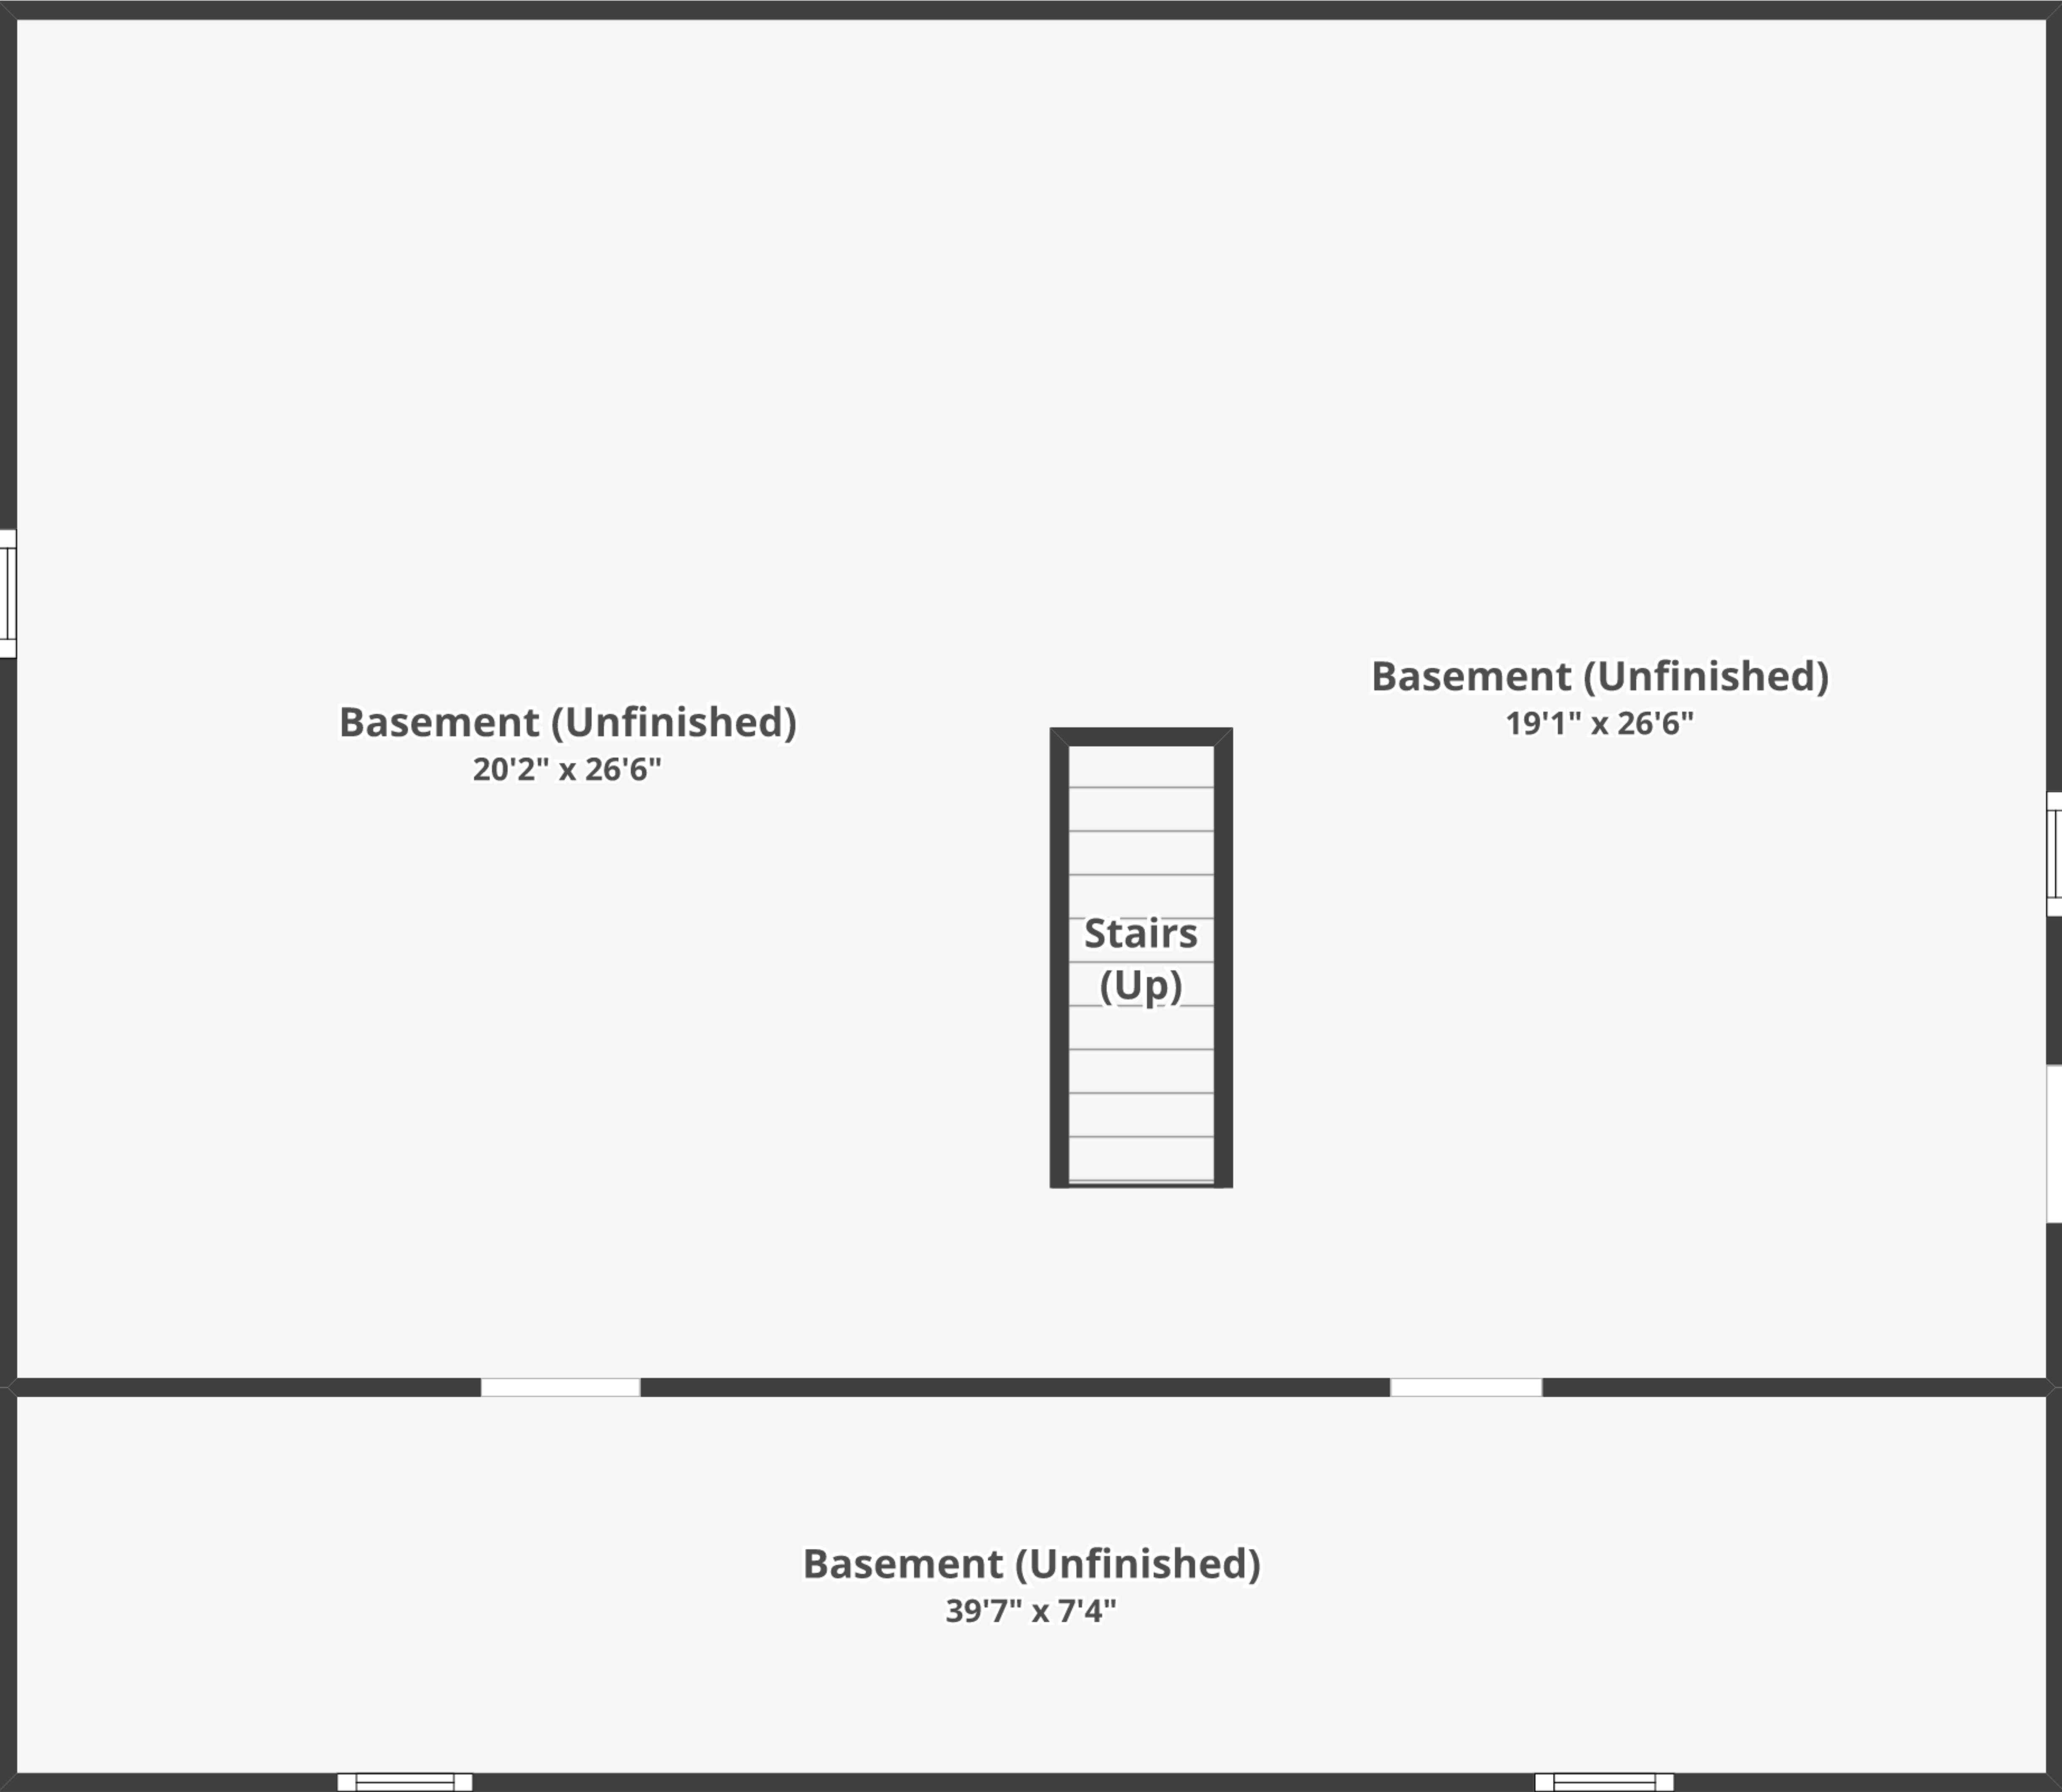 Basement (Unfinished)
20'2" x 26'6"
Basement (Unfinished)
19'1" x 26'6"
Stairs
(Up)
Basement (Unfinished)
39'7" x 7'4"